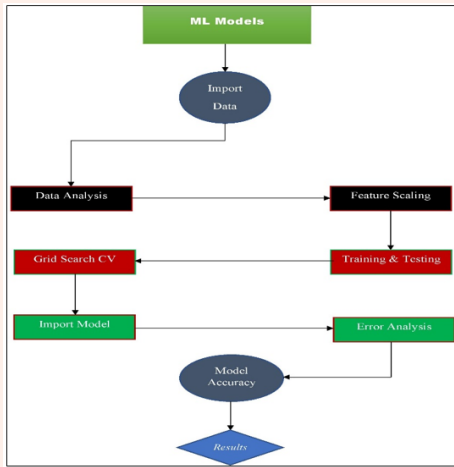 ML Models
Import
Data
Data Analysis
Feature Scaling
Grid Search CV
Training & Testing
Import Model
Error Analysis
Model
Accuracy
Results